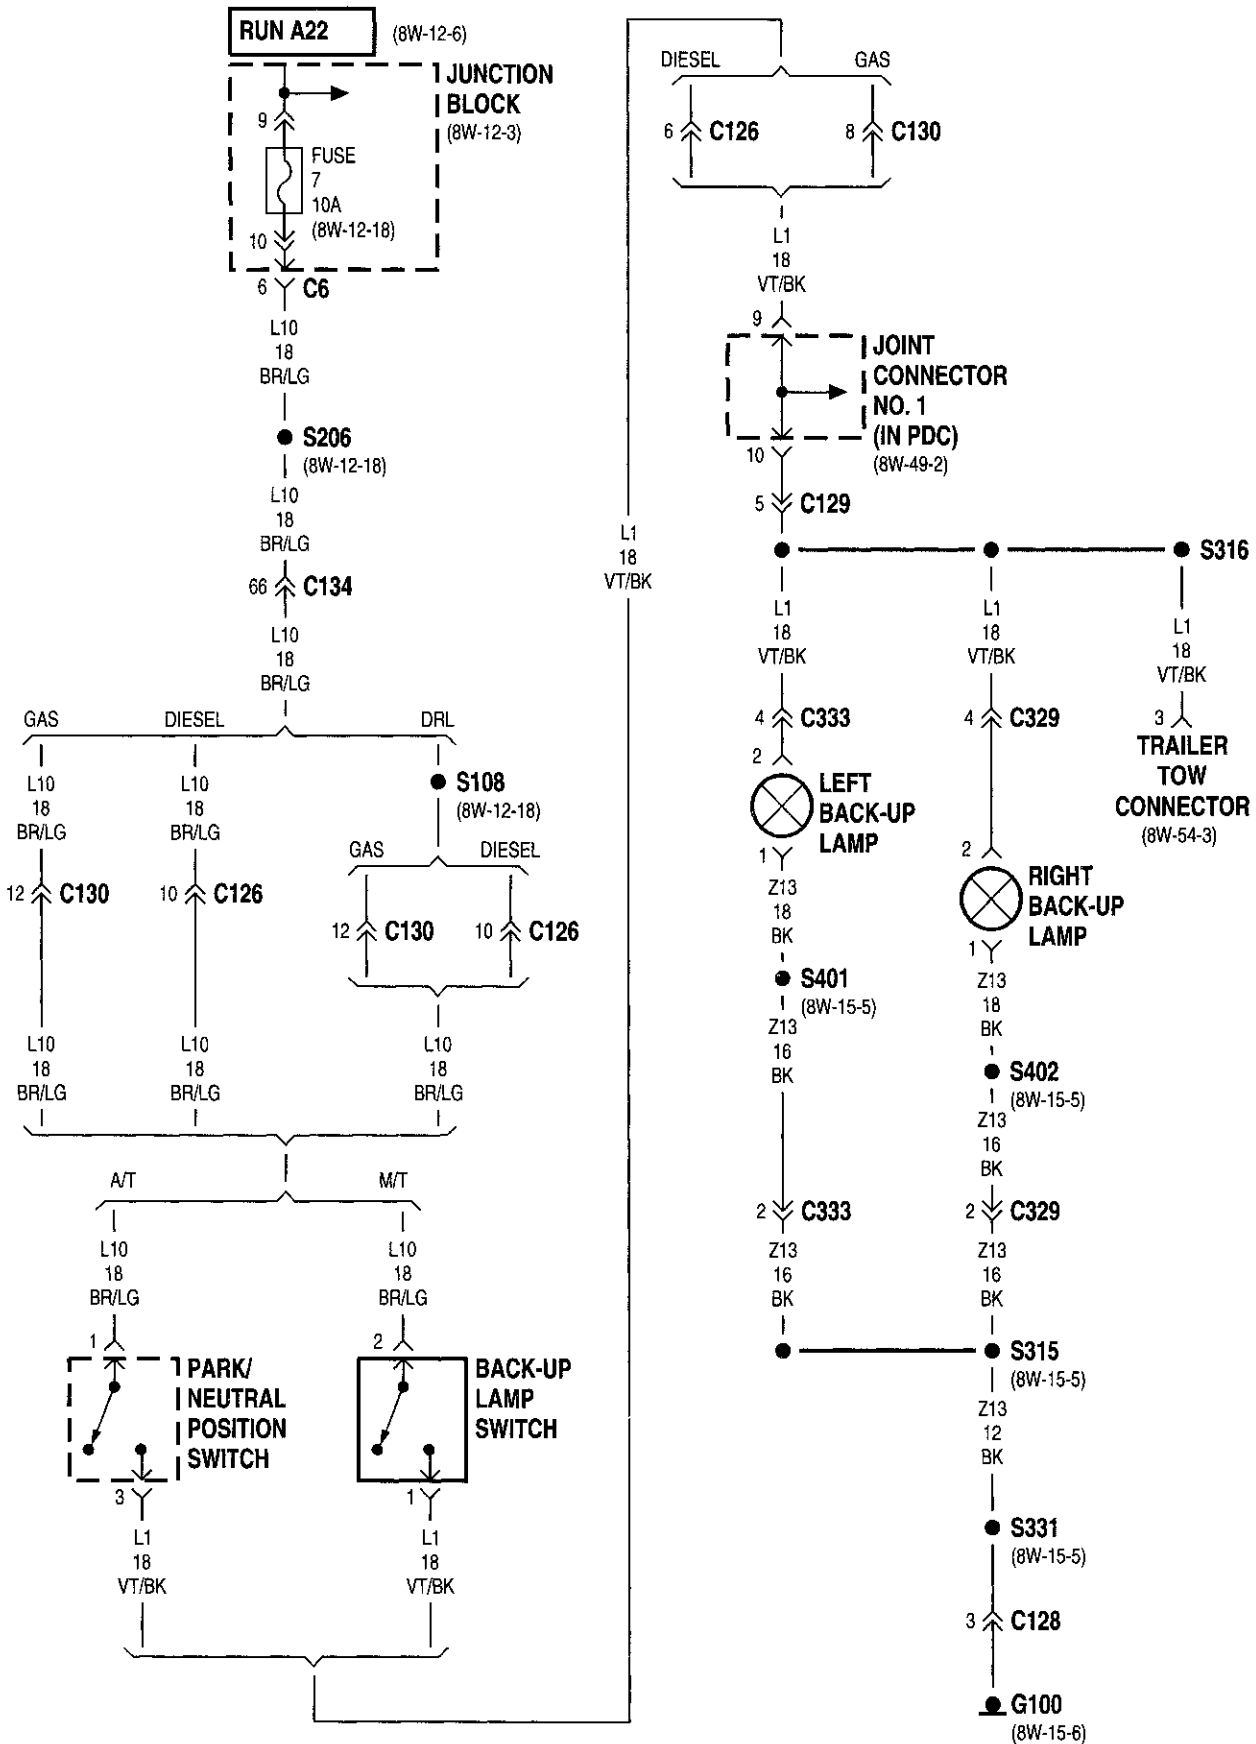 RUN A22 (8W-12-6)
JUNCTION
BLOCK
(8W-12-3)
9
FUSE
7
10A
(8W-12-18)
10
6 C6
L10
18
BR/LG
S206
(8W-12-18)
L10
18
BR/LG
66 C134
L10
18
BR/LG
GAS DIESEL DRL
L10
18
BR/LG
L10
18
BR/LG
S108
(8W-12-18)
GAS DIESEL
12 C130
10 C126
12 C130
10 C126
L10
18
BR/LG
L10
18
BR/LG
L10
18
BR/LG
A/T M/T
L10
18
BR/LG
L10
18
BR/LG
1
PARK/
NEUTRAL
POSITION
SWITCH
3
2
BACK-UP
LAMP
SWITCH
1
L1
18
VT/BK
L1
18
VT/BK
L1
18
VT/BK
DIESEL GAS
6 C126
8 C130
L1
18
VT/BK
9
JOINT
CONNECTOR
NO. 1
(IN PDC)
(8W-49-2)
10
5 C129
S316
L1
18
VT/BK
L1
18
VT/BK
L1
18
VT/BK
4 C333
4 C329
3
TRAILER
TOW
CONNECTOR
(8W-54-3)
2
LEFT
BACK-UP
LAMP
1
2
RIGHT
BACK-UP
LAMP
1
Z13
18
BK
S401
(8W-15-5)
Z13
16
BK
Z13
18
BK
S402
(8W-15-5)
Z13
16
BK
2 C333
2 C329
Z13
16
BK
Z13
16
BK
S315
(8W-15-5)
Z13
12
BK
S331
(8W-15-5)
3 C128
G100
(8W-15-6)